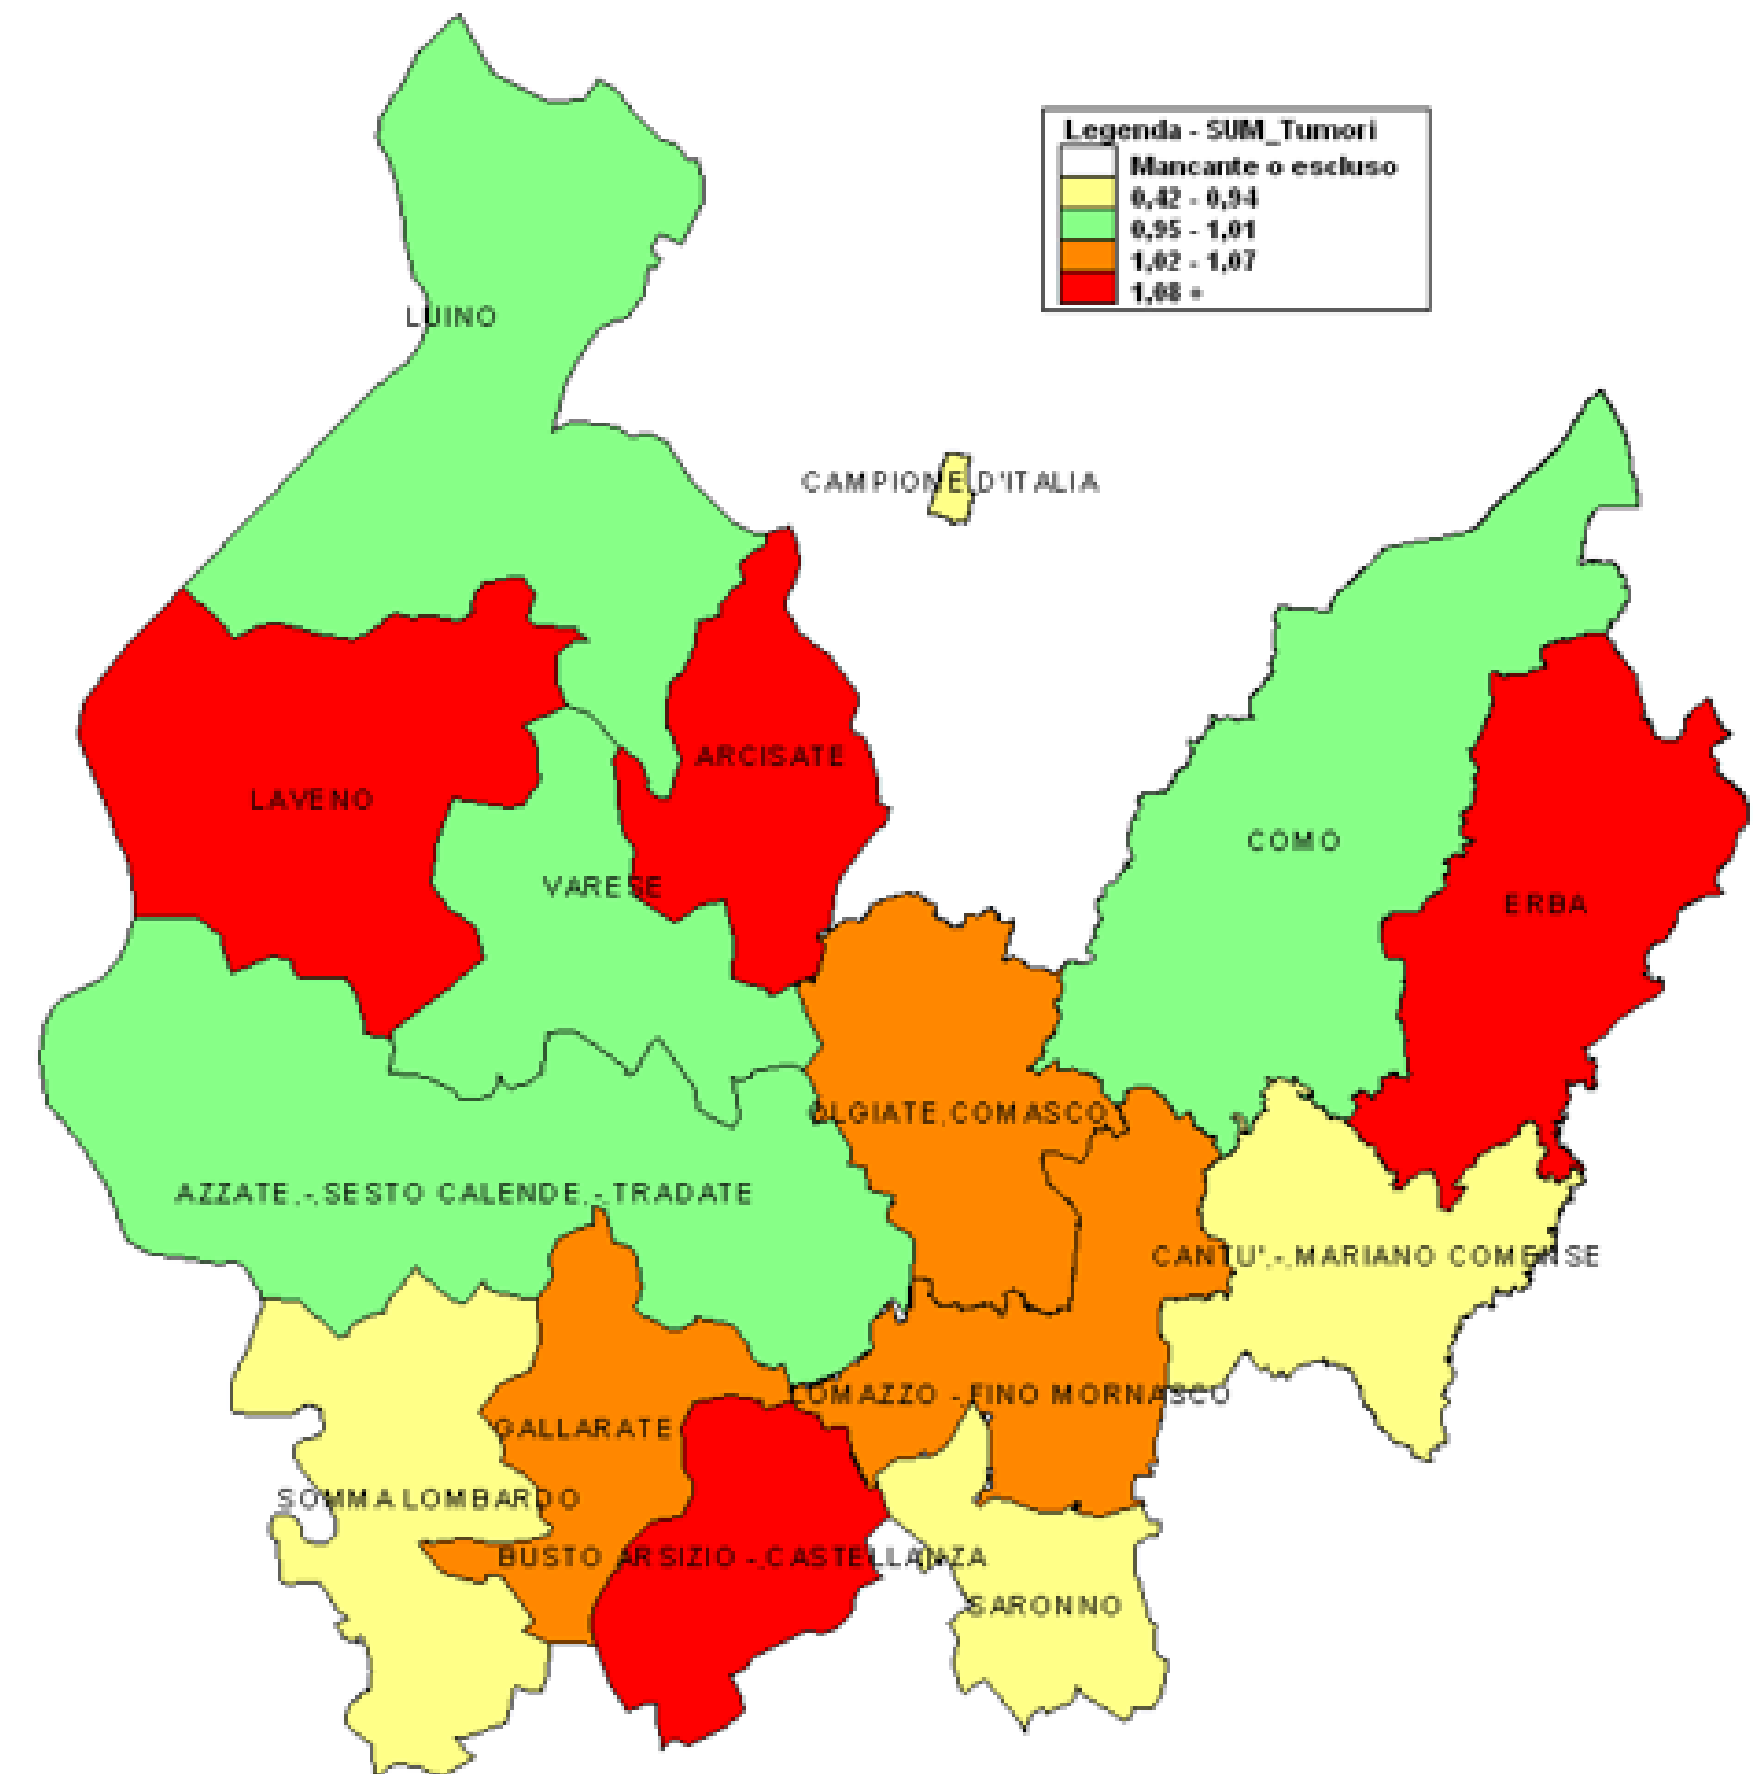 Legenda - SUM_Tumori
Mancante o escluso
0,42 - 0,94
0,95 - 1,01
1,02 - 1,07
1,08 +
LUINO
CAMPIONE D'ITALIA
ARCISATE
LAVENO
COMO
VARESE
ERBA
OLGIATE COMASCO
AZZATE - SESTO CALENDE - TRADATE
CANTU' - MARIANO COMENSE
LOMAZZO - FINO MORNASCO
GALLARATE
SOMMA LOMBARDO
BUSTO ARSIZIO - CASTELLANZA
SARONNO